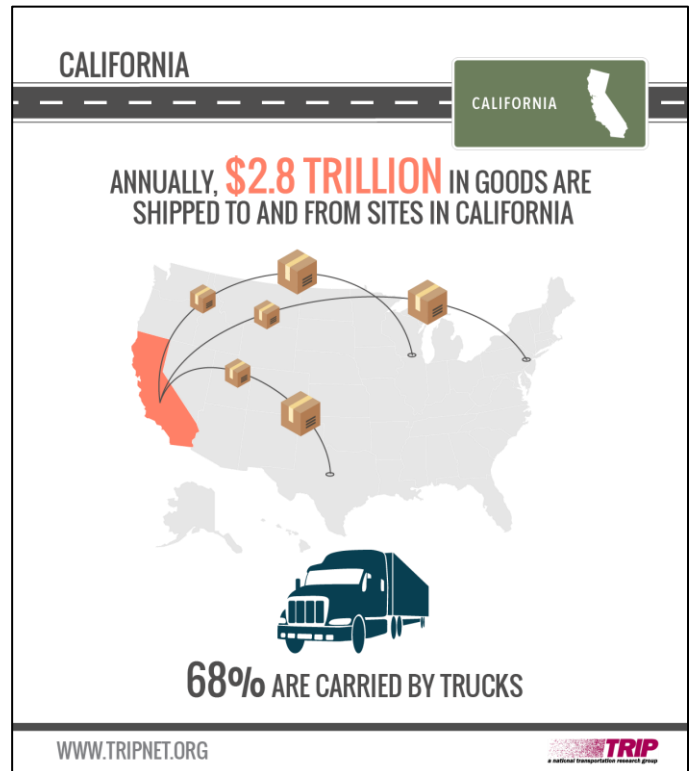 CALIFORNIA
CALIFORNIA
ANNUALLY, $2.8 TRILLION IN GOODS ARE
SHIPPED TO AND FROM SITES IN CALIFORNIA
68% ARE CARRIED BY TRUCKS
WWW.TRIPNET.ORG
TRIP
a national transportation research group